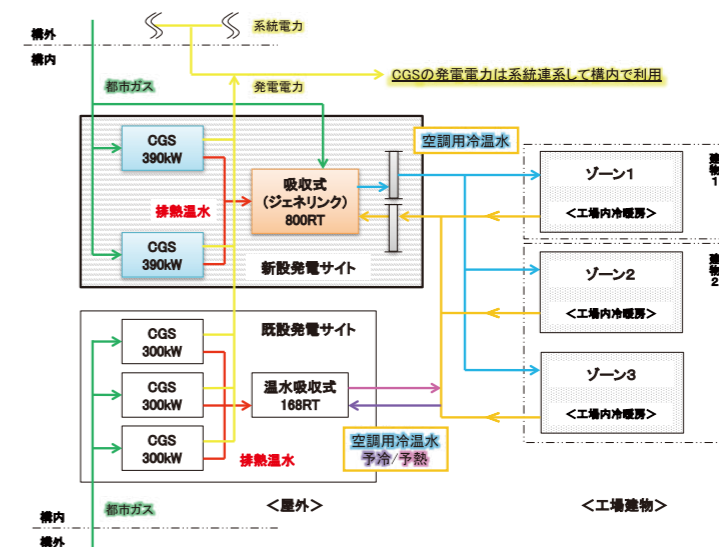 系統電力
構外
構内
都市ガス
発電電力
CGSの発電電力は系統連系して構内で利用
空調用冷温水
CGS
390kW
吸収式
(ジェネリンク)
800RT
排熱温水
CGS
390kW
新設発電サイト
建物1
ゾーン1
<工場内冷暖房>
建物2
ゾーン2
<工場内冷暖房>
ゾーン3
<工場内冷暖房>
既設発電サイト
CGS
300kW
CGS
300kW
CGS
300kW
温水吸収式
168RT
排熱温水
空調用冷温水
予冷/予熱
都市ガス
<屋外>
<工場建物>
構内
構外